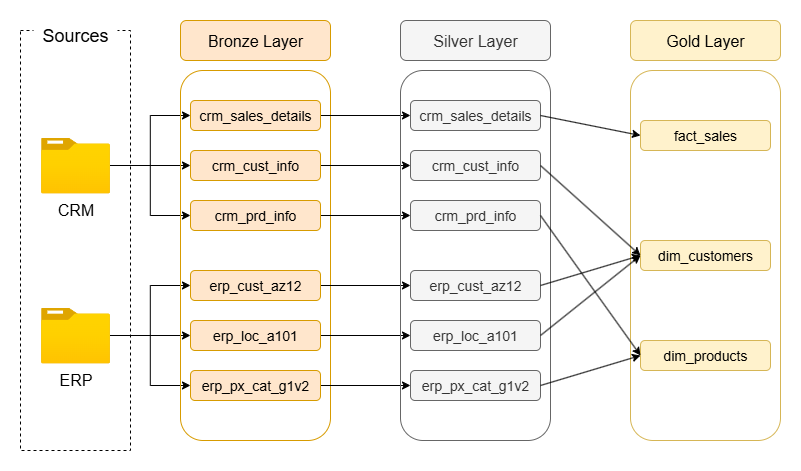 Sources
Bronze Layer
Silver Layer
Gold Layer
crm_sales_details
crm_sales_details
fact_sales
crm_cust_info
crm_cust_info
CRM
crm_prd_info
crm_prd_info
dim_customers
erp_cust_az12
erp_cust_az12
erp_loc_a101
erp_loc_a101
dim_products
ERP
erp_px_cat_g1v2
erp_px_cat_g1v2